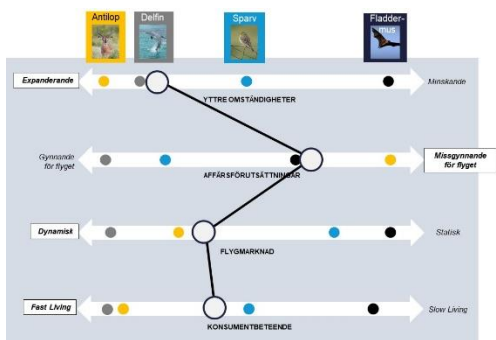 Antilop
Delfin
Sparv
Fladder-
mus
Expanderande
Minskande
YTTRE OMSTÄNDIGHETER
Gynnande
för flyget
Missgynnande
för flyget
AFFÄRSFÖRUTSÄTTNINGAR
Dynamisk
Statisk
FLYGMARKNAD
Fast Living
Slow Living
KONSUMENTBETEENDE